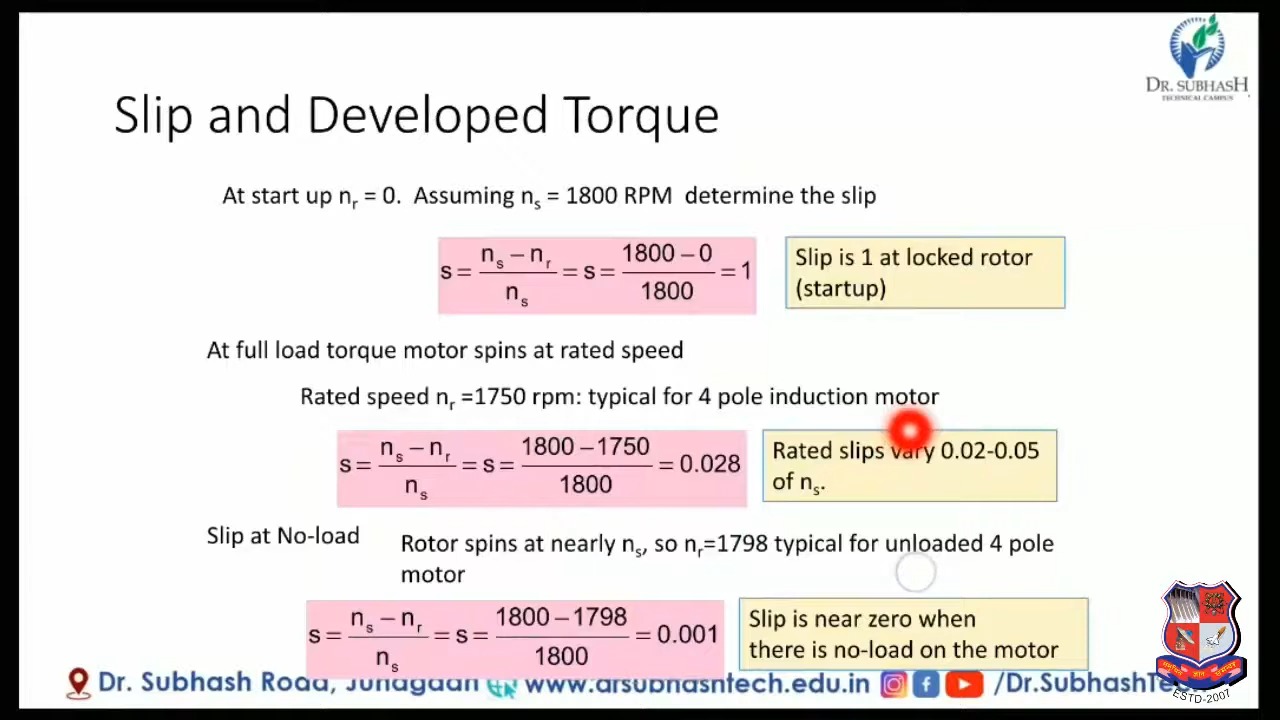 DR. SUBHASH
TECHNICAL CAMPUS
Slip and Developed Torque
At start up nr = 0. Assuming ns = 1800 RPM determine the slip
s = (ns − nr) / ns = s = (1800 − 0) / 1800 = 1
Slip is 1 at locked rotor
(startup)
At full load torque motor spins at rated speed
Rated speed nr =1750 rpm: typical for 4 pole induction motor
s = (ns − nr) / ns = s = (1800 − 1750) / 1800 = 0.028
Rated slips vary 0.02-0.05
of ns.
Slip at No-load
Rotor spins at nearly ns, so nr=1798 typical for unloaded 4 pole
motor
s = (ns − nr) / ns = s = (1800 − 1798) / 1800 = 0.001
Slip is near zero when
there is no-load on the motor
Dr. Subhash Road, Junagadh www.drsubhashtech.edu.in /Dr.SubhashTe
ESTD-2007